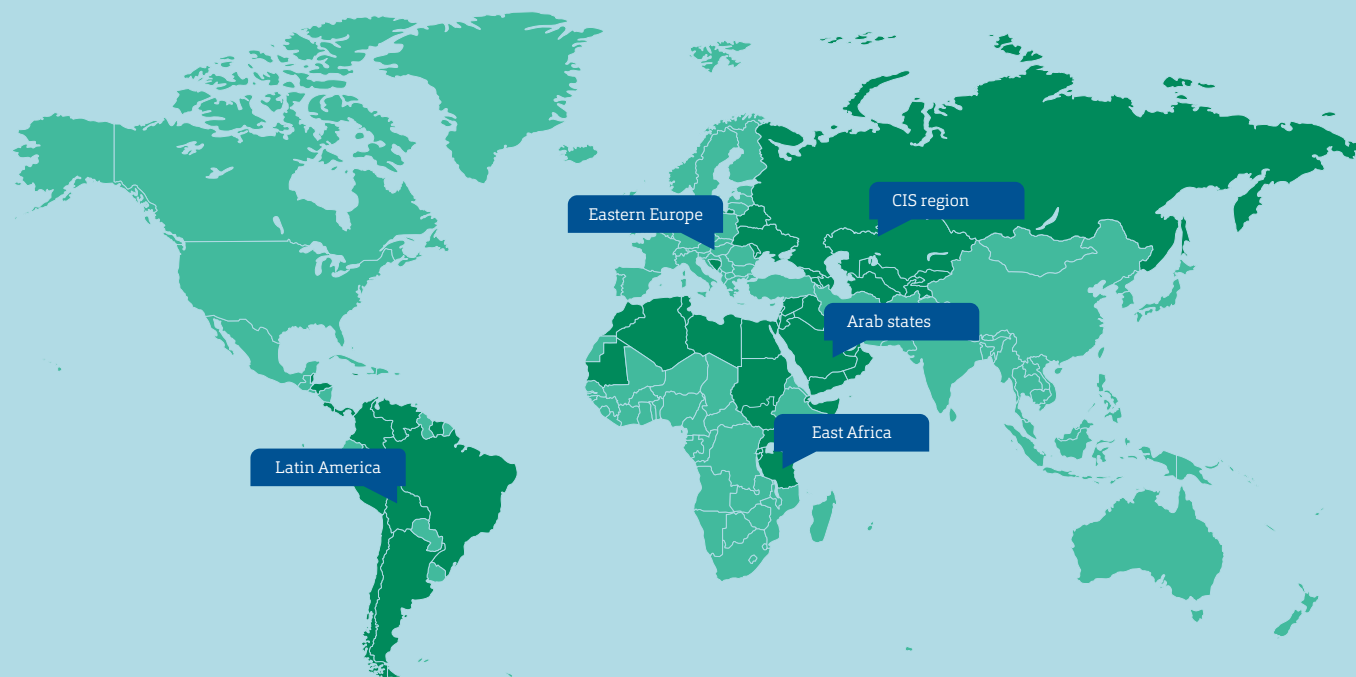 CIS region
Eastern Europe
Arab states
East Africa
Latin America